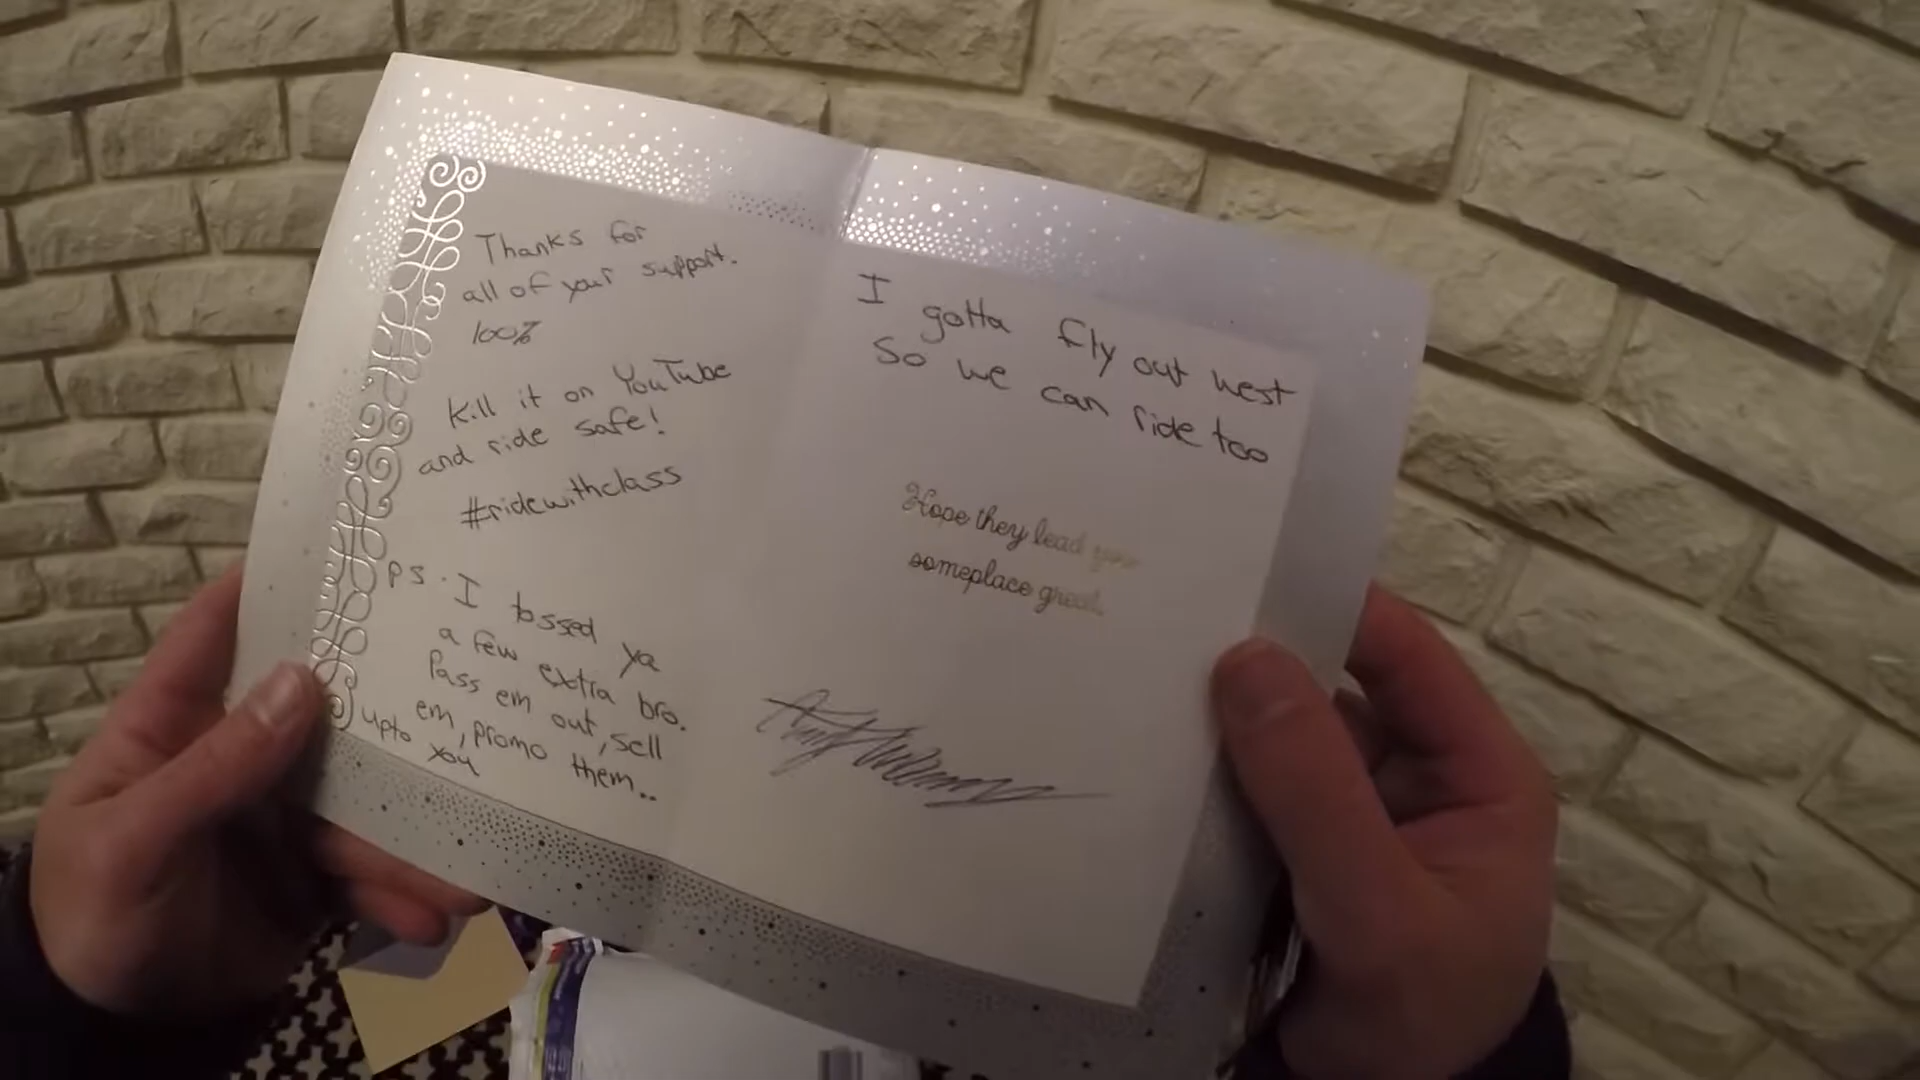 Thanks for
all of your support.
100%
Kill it on YouTube
and ride safe!
#ridewithclass
PS. I tossed ya
a few extra bro.
Pass em out, sell
em, promo them..
upto you
I gotta fly out west
So we can ride too
Hope they lead you
someplace great.